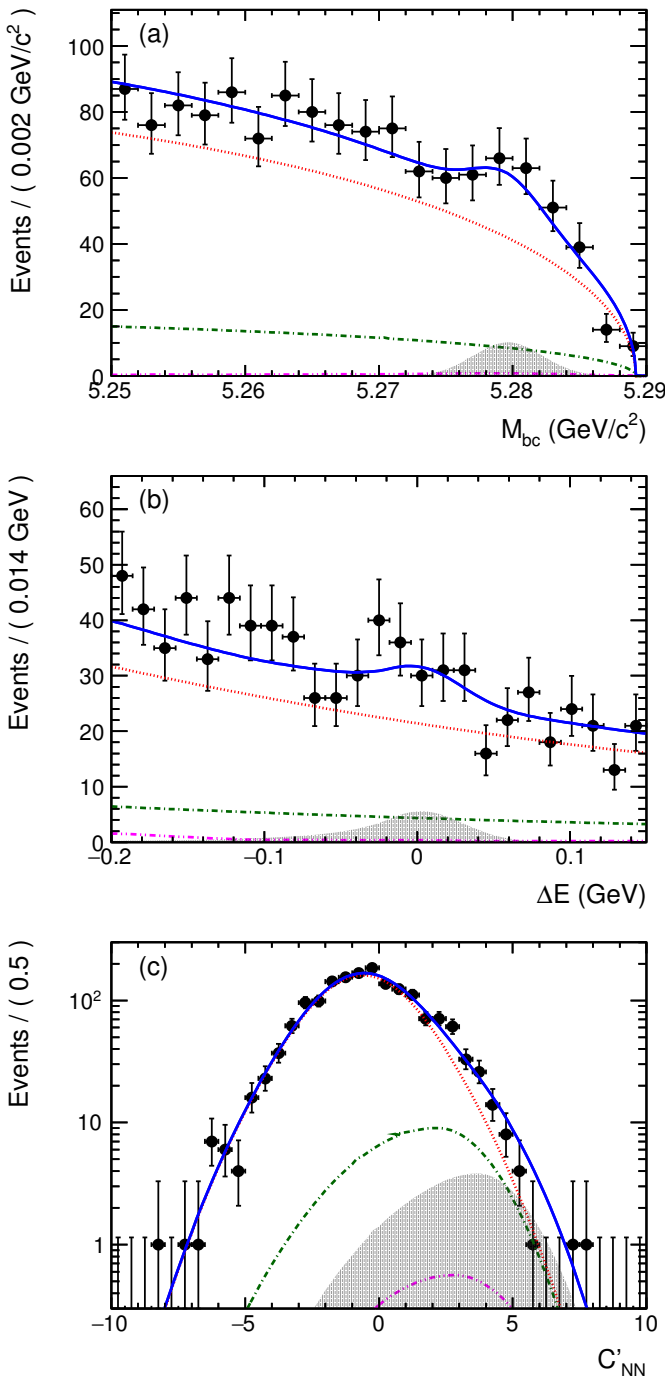 (a)
Events / ( 0.002 GeV/c²)
100
80
60
40
20
0
5.25 5.26 5.27 5.28 5.29
M_bc (GeV/c²)
(b)
Events / ( 0.014 GeV )
60
50
40
30
20
10
0
−0.2 −0.1 0 0.1
ΔE (GeV)
(c)
Events / ( 0.5 )
10²
10
1
−10 −5 0 5 10
C'_NN